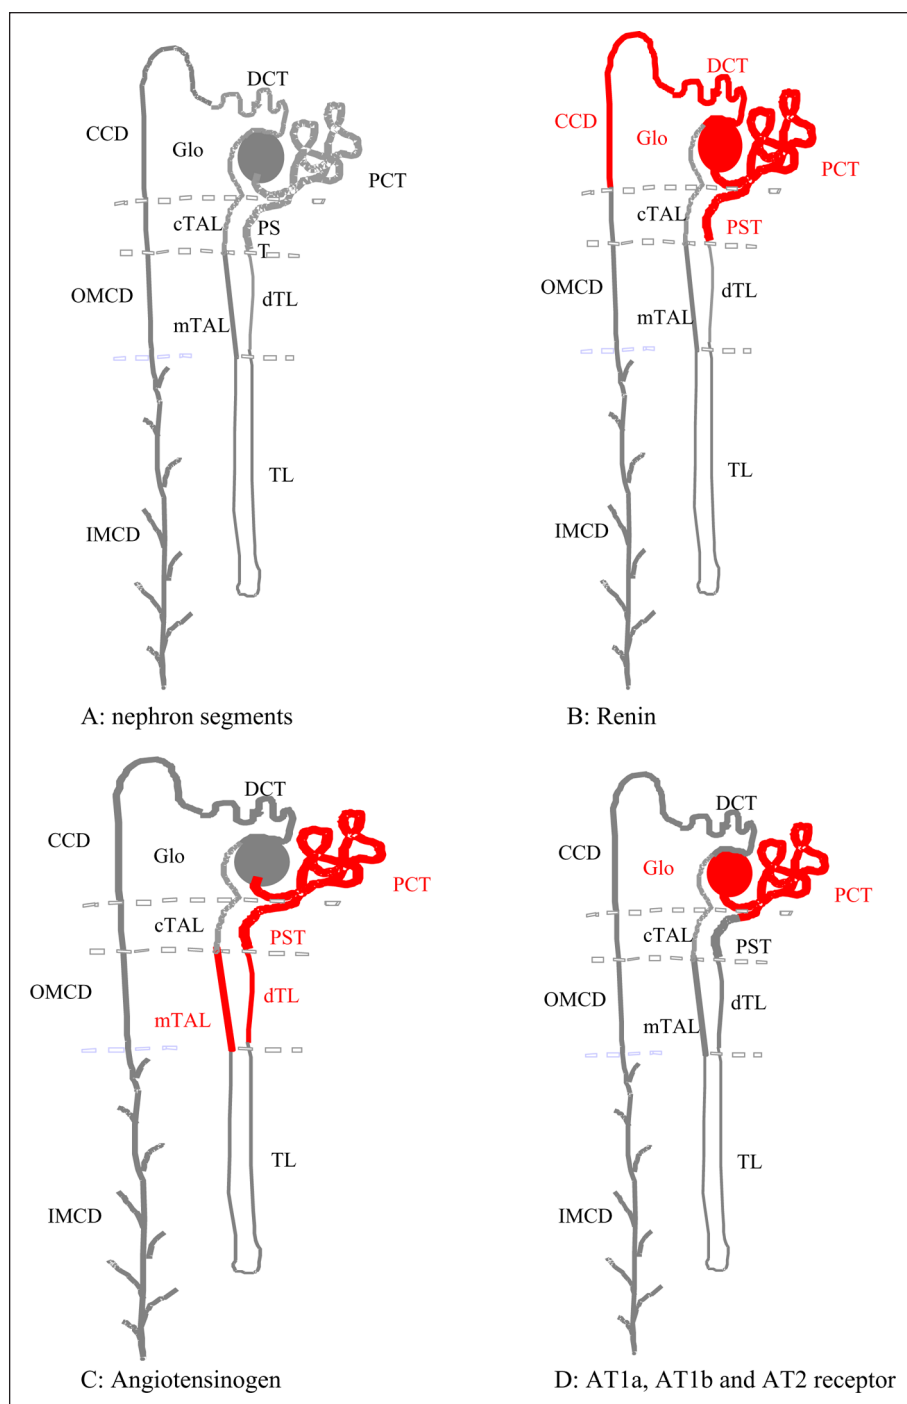 DCT
CCD
Glo
PCT
cTAL
PS
T
OMCD
dTL
mTAL
TL
IMCD
A: nephron segments
DCT
CCD
Glo
PCT
cTAL
PST
OMCD
dTL
mTAL
TL
IMCD
B: Renin
DCT
CCD
Glo
PCT
cTAL
PST
OMCD
dTL
mTAL
TL
IMCD
C: Angiotensinogen
DCT
CCD
Glo
PCT
cTAL
PST
OMCD
dTL
mTAL
TL
IMCD
D: AT1a, AT1b and AT2 receptor